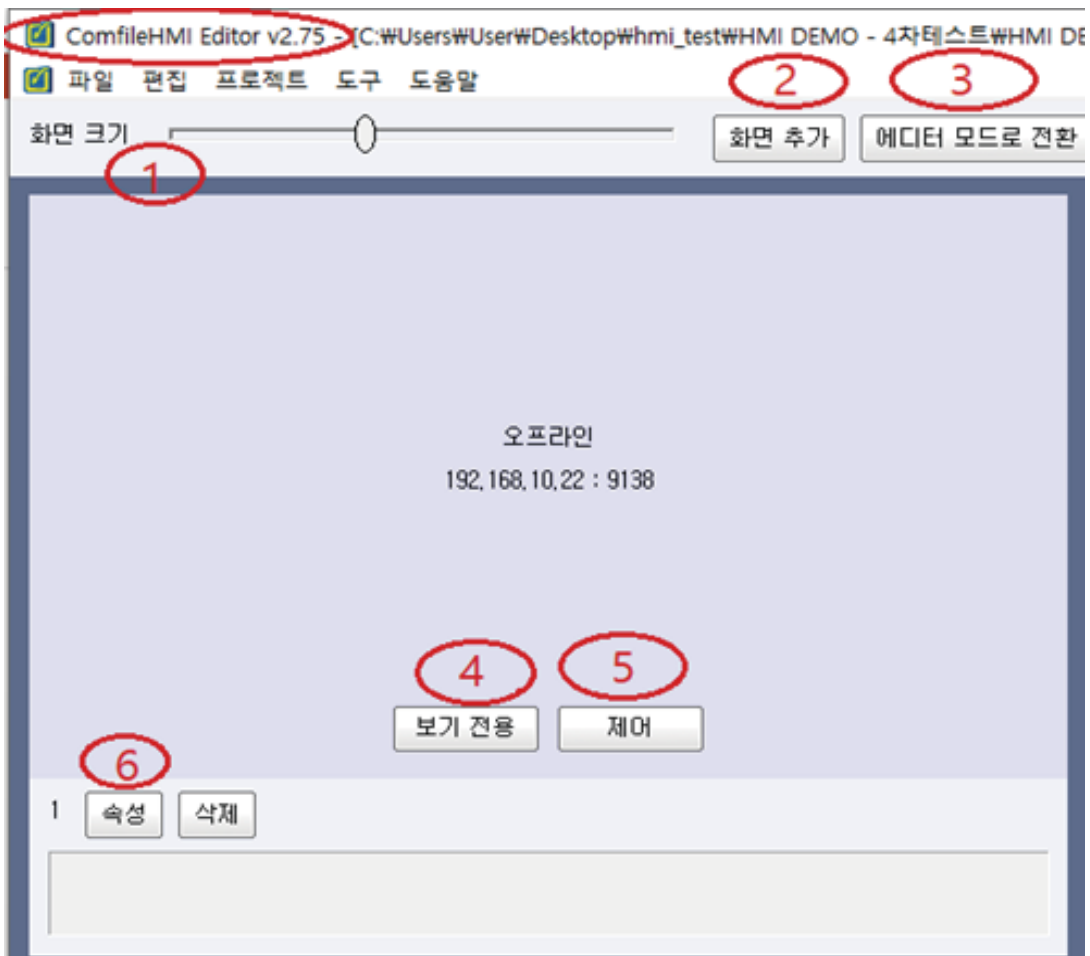 ComfileHMI Editor v2.75 - [C:₩Users₩User₩Desktop₩hmi_test₩HMI DEMO - 4차테스트₩HMI DE
파일 편집 프로젝트 도구 도움말
2 3
화면 크기 화면 추가 에디터 모드로 전환
1
오프라인
192,168,10,22 : 9138
4 5
보기 전용 제어
6
1 속성 삭제